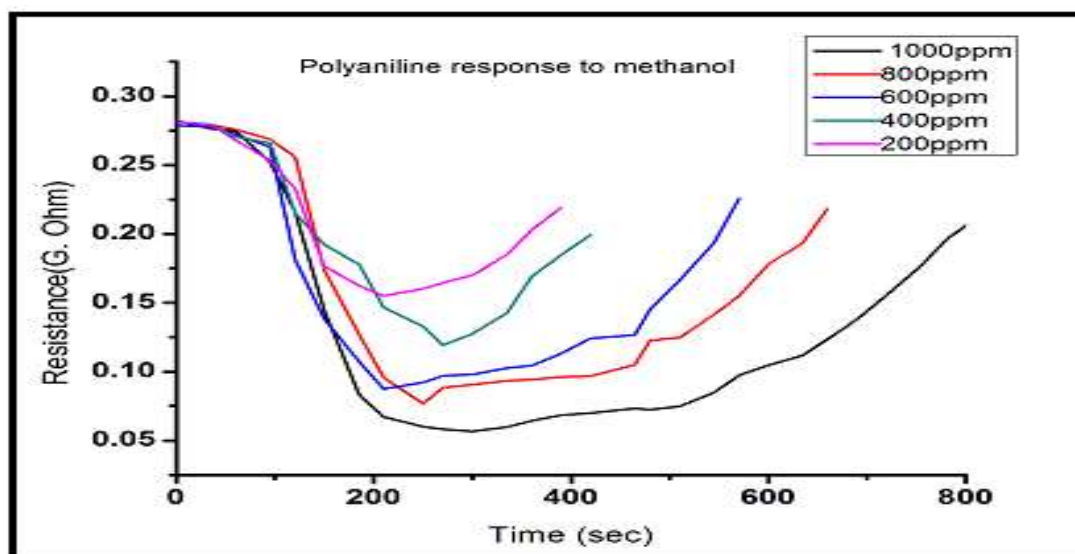 Polyaniline response to methanol
1000ppm
800ppm
600ppm
400ppm
200ppm
Resistance(G. Ohm)
0.30
0.25
0.20
0.15
0.10
0.05
0 200 400 600 800
Time (sec)